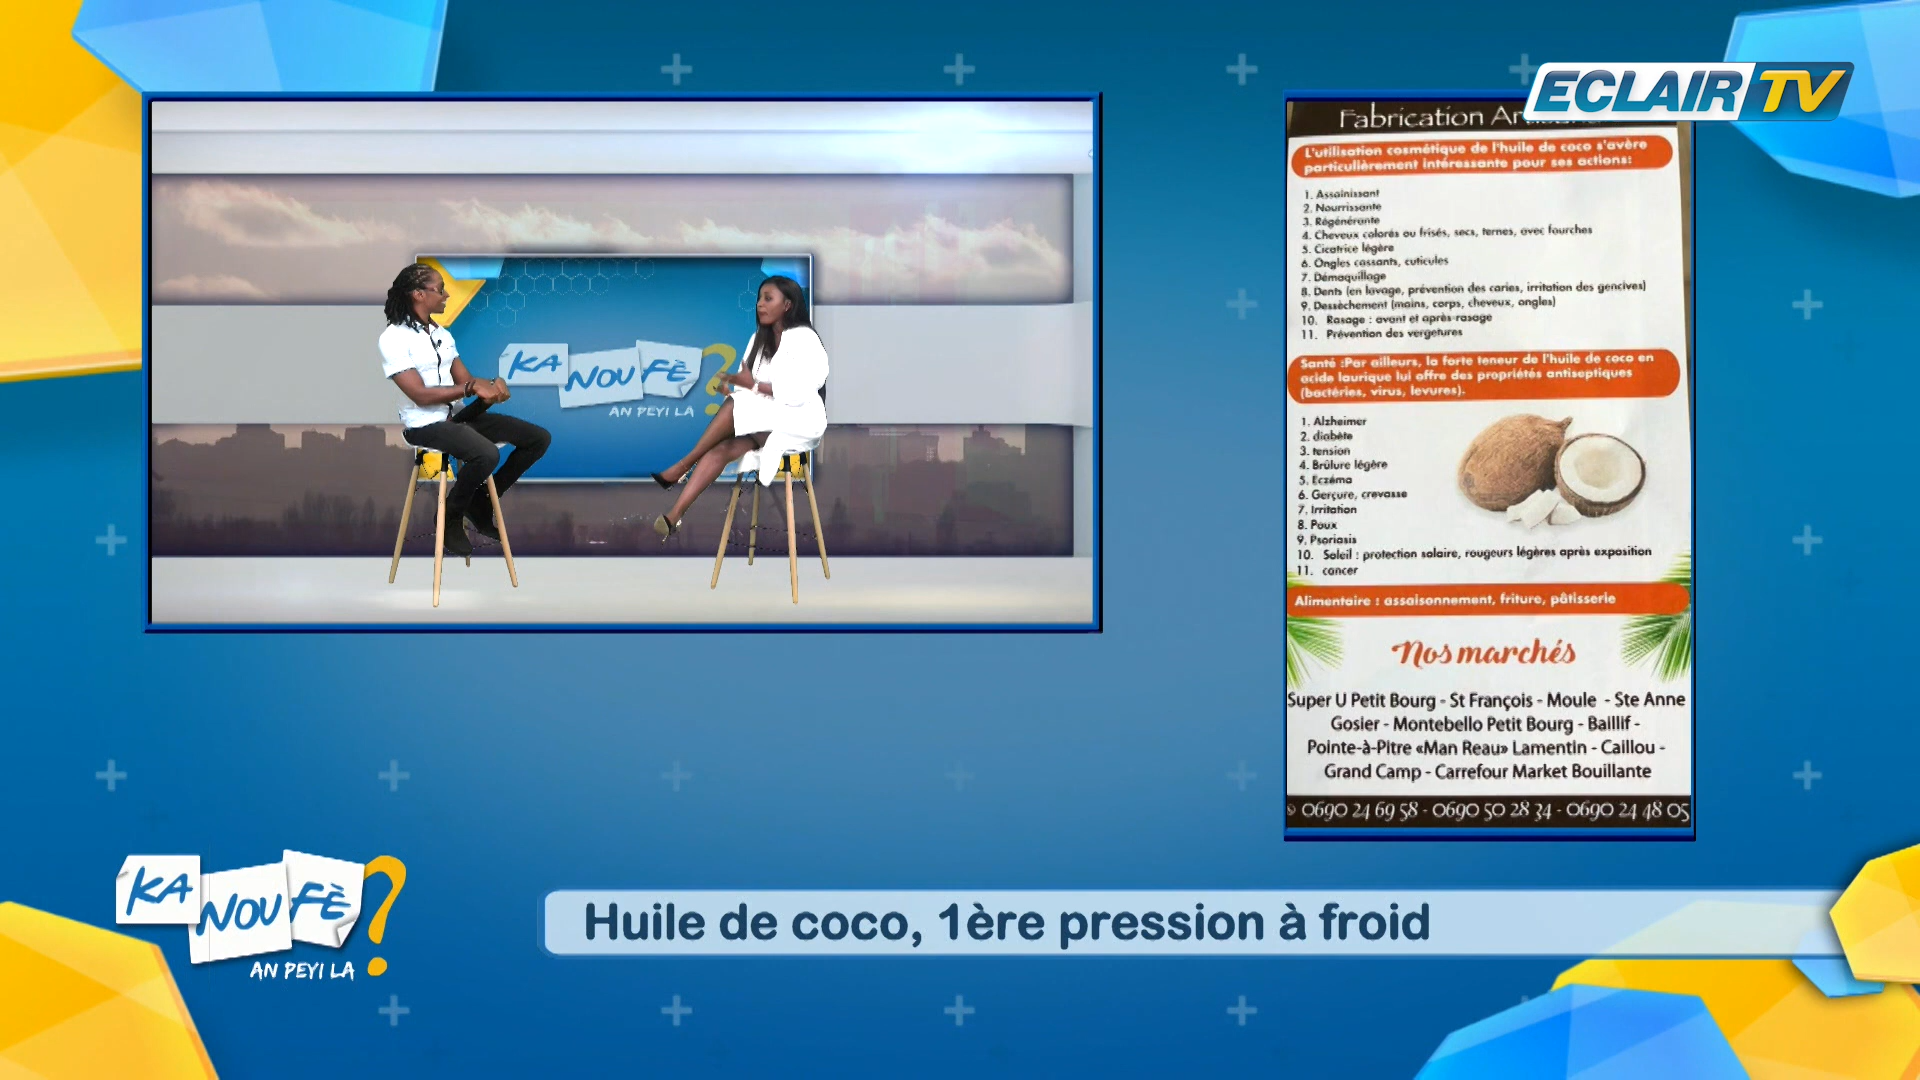 ECLAIR TV
KA NOU FÈ ?
AN PEYI LA
Fabrication
L'utilisation cosmétique de l'huile de coco s'avère
particulièrement intéressante pour ses actions:
1. Assainissant
2. Nourrissante
3. Régénérante
4. Cheveux colorés ou frisés, secs, ternes, avec fourches
5. Cicatrice légère
6. Ongles cassants, cuticules
7. Démaquillage
8. Dents (en lavage, prévention des caries, irritation des gencives)
9. Dessèchement (mains, corps, cheveux, ongles)
10. Rasage : avant et après-rasage
11. Prévention des vergetures
Santé :Par ailleurs, la forte teneur de l'huile de coco en
acide laurique lui offre des propriétés antiseptiques
(bactéries, virus, levures).
1. Alzheimer
2. diabète
3. tension
4. Brûlure légère
5. Eczéma
6. Gerçure, crevasse
7. Irritation
8. Poux
9. Psoriasis
10. Soleil : protection solaire, rougeurs légères après exposition
11. cancer
Alimentaire : assaisonnement, friture, pâtisserie
Nos marchés
Super U Petit Bourg - St François - Moule - Ste Anne
Gosier - Montebello Petit Bourg - Baillif -
Pointe-à-Pitre «Man Reau» Lamentin - Caillou -
Grand Camp - Carrefour Market Bouillante
0690 24 69 58 - 0690 50 28 34 - 0690 24 48 05
KA NOU FÈ ?
AN PEYI LA
Huile de coco, 1ère pression à froid